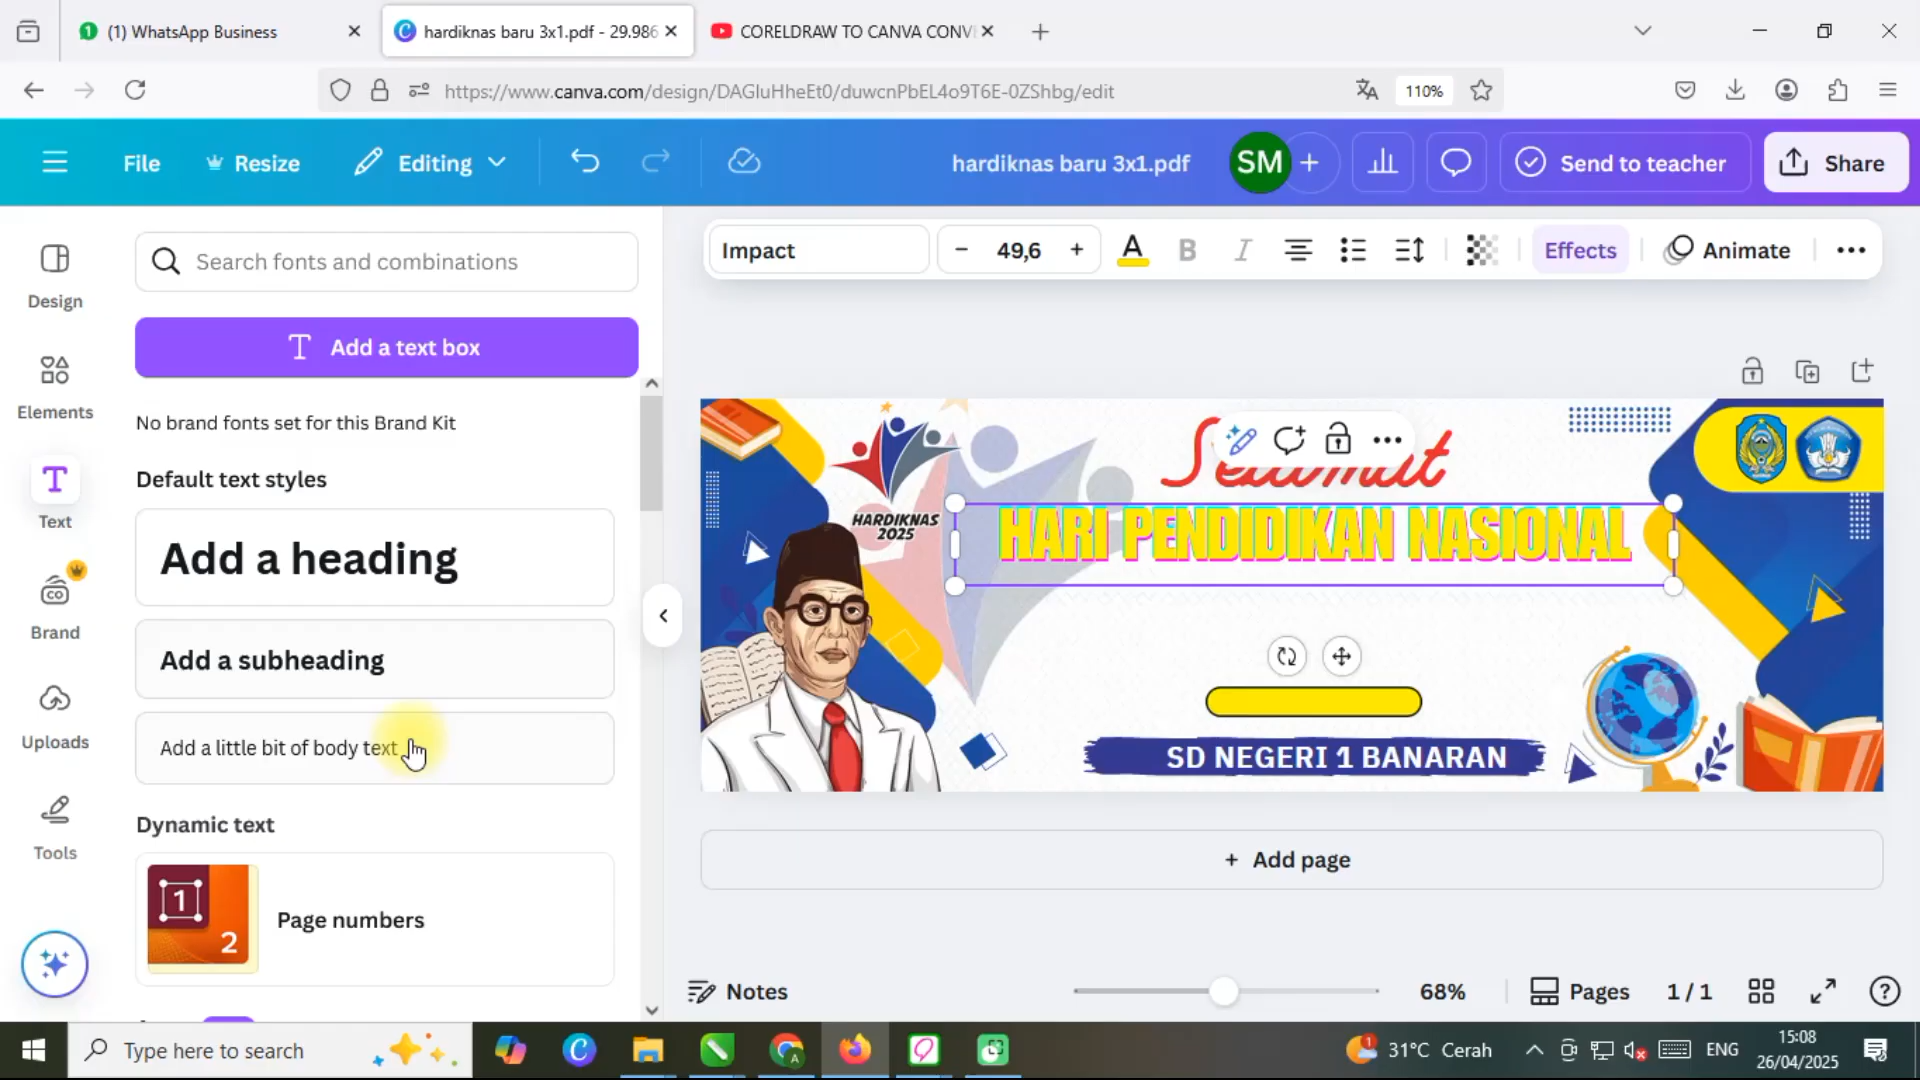 (1) WhatsApp Business
hardiknas baru 3x1.pdf - 29.986
CORELDRAW TO CANVA CONV
https://www.canva.com/design/DAGluHheEt0/duwcnPbEL4o9T6E-0ZShbg/edit
110%
File
Resize
Editing
hardiknas baru 3x1.pdf
SM
Send to teacher
Share
Design
Elements
Text
Brand
Uploads
Tools
Search fonts and combinations
Add a text box
No brand fonts set for this Brand Kit
Default text styles
Add a heading
Add a subheading
Add a little bit of body text
Dynamic text
Page numbers
Impact
49,6
Effects
Animate
Selamat
HARDIKNAS
2025
HARI PENDIDIKAN NASIONAL
SD NEGERI 1 BANARAN
+ Add page
Notes
68%
Pages
1 / 1
Type here to search
31°C Cerah
ENG
15:08
26/04/2025